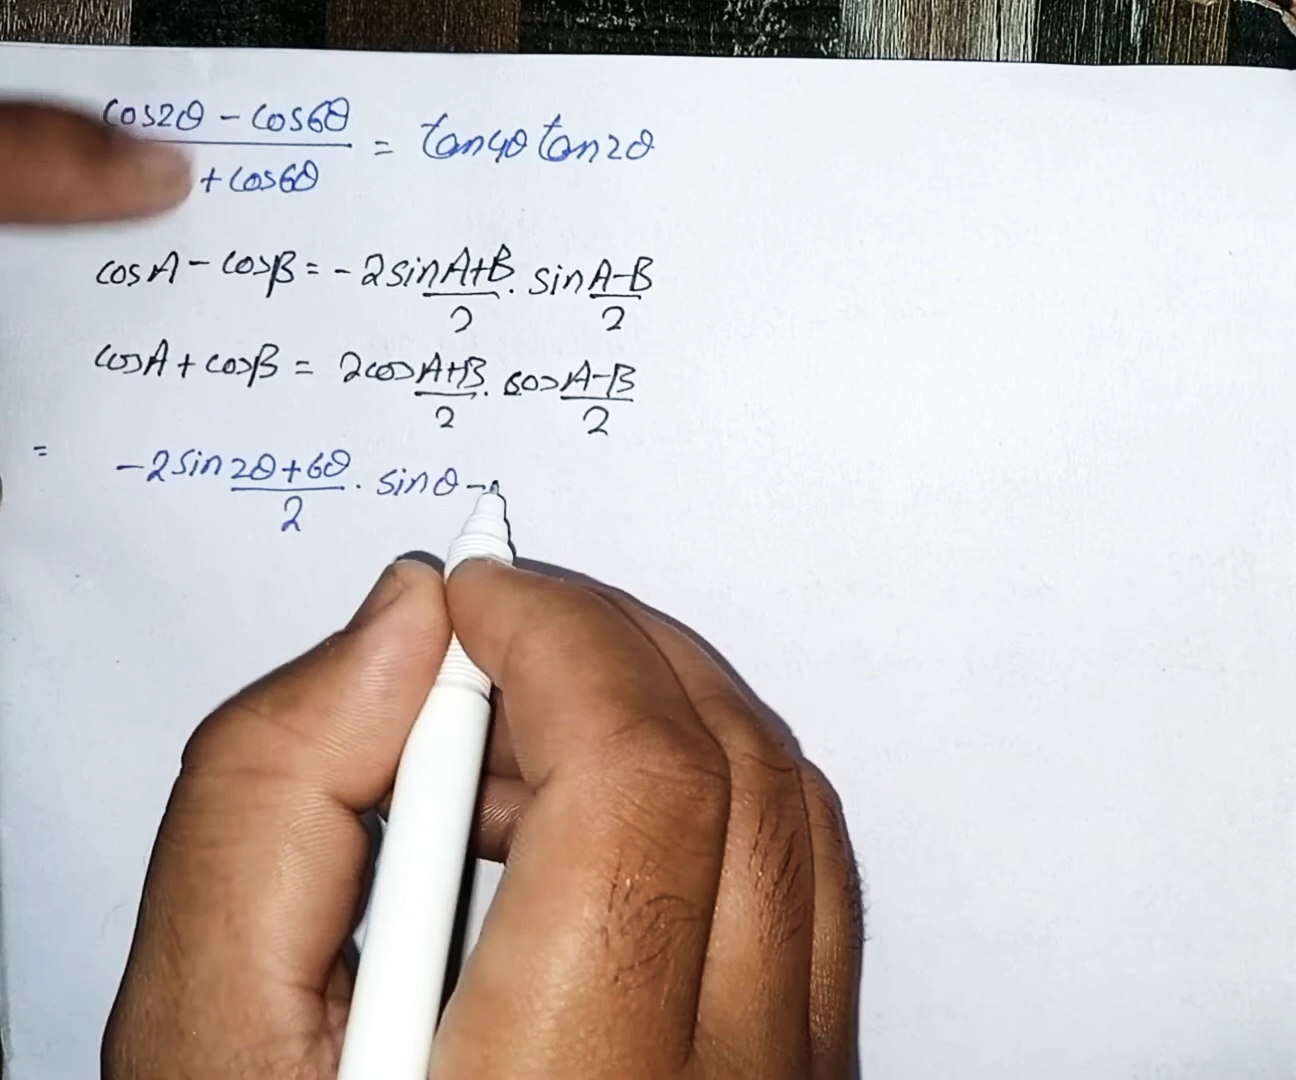 cos2θ - cos6θ
+ cos6θ
= tan4θ tan2θ
cosA - cosB = - 2sin A+B/2 . sin A-B/2
cosA + cosB = 2cos A+B/2 . cos A-B/2
= -2sin 2θ+6θ/2 . sinθ -